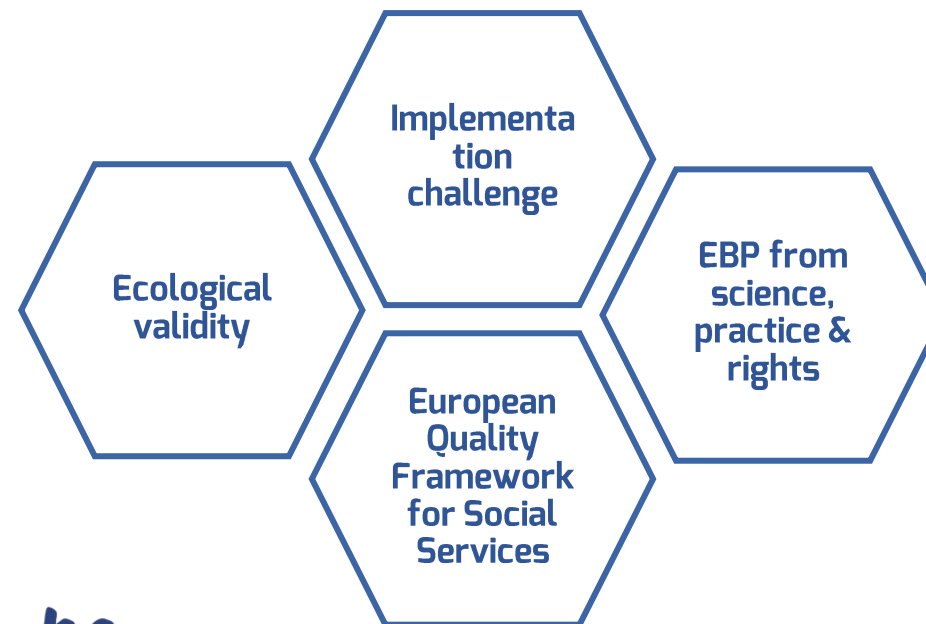 Implementa
tion
challenge
Ecological
validity
EBP from
science,
practice &
rights
European
Quality
Framework
for Social
Services